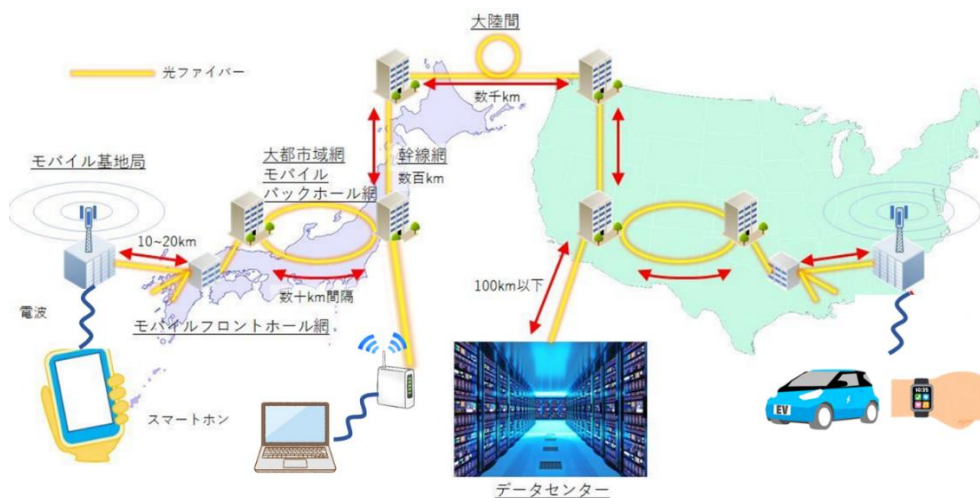 大陸間
光ファイバー
数千km
モバイル基地局
大都市域網
モバイル
バックホール網
幹線網
数百km
10~20km
100km以下
数十km間隔
電波
モバイルフロントホール網
スマートホン
EV
10:35
データセンター